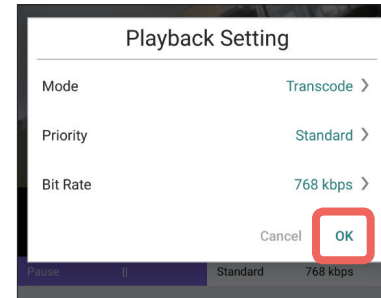 Playback Setting
Mode Transcode >
Priority Standard >
Bit Rate 768 kbps >
Cancel OK
Pause || Standard 768 kbps